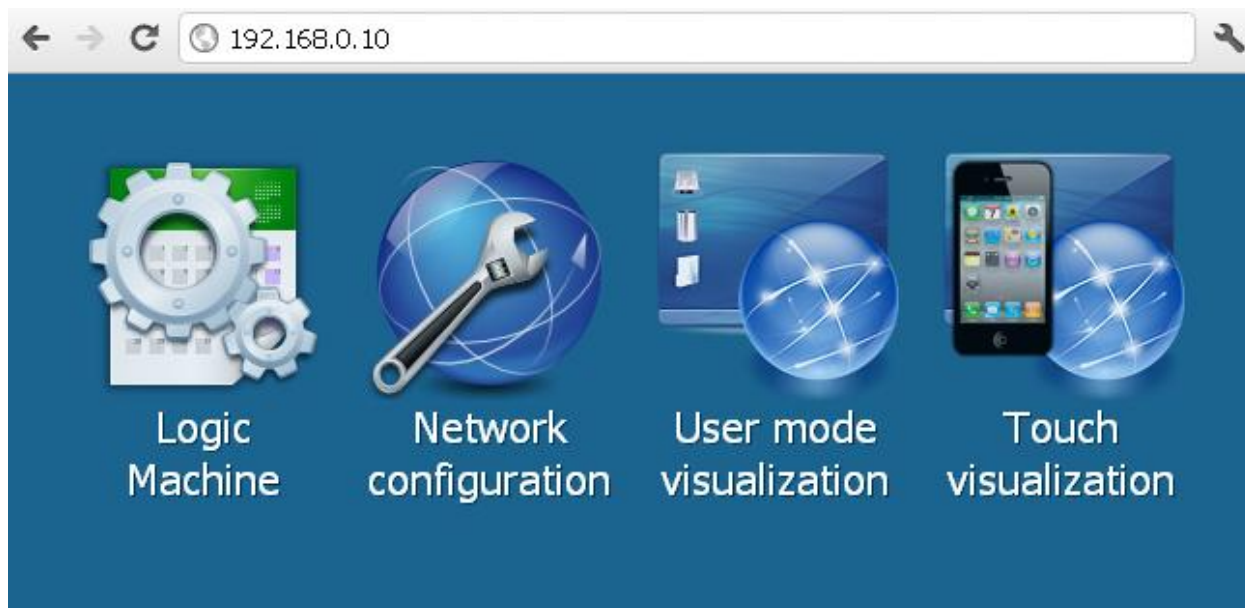 192.168.0.10
Logic
Machine
Network
configuration
User mode
visualization
Touch
visualization